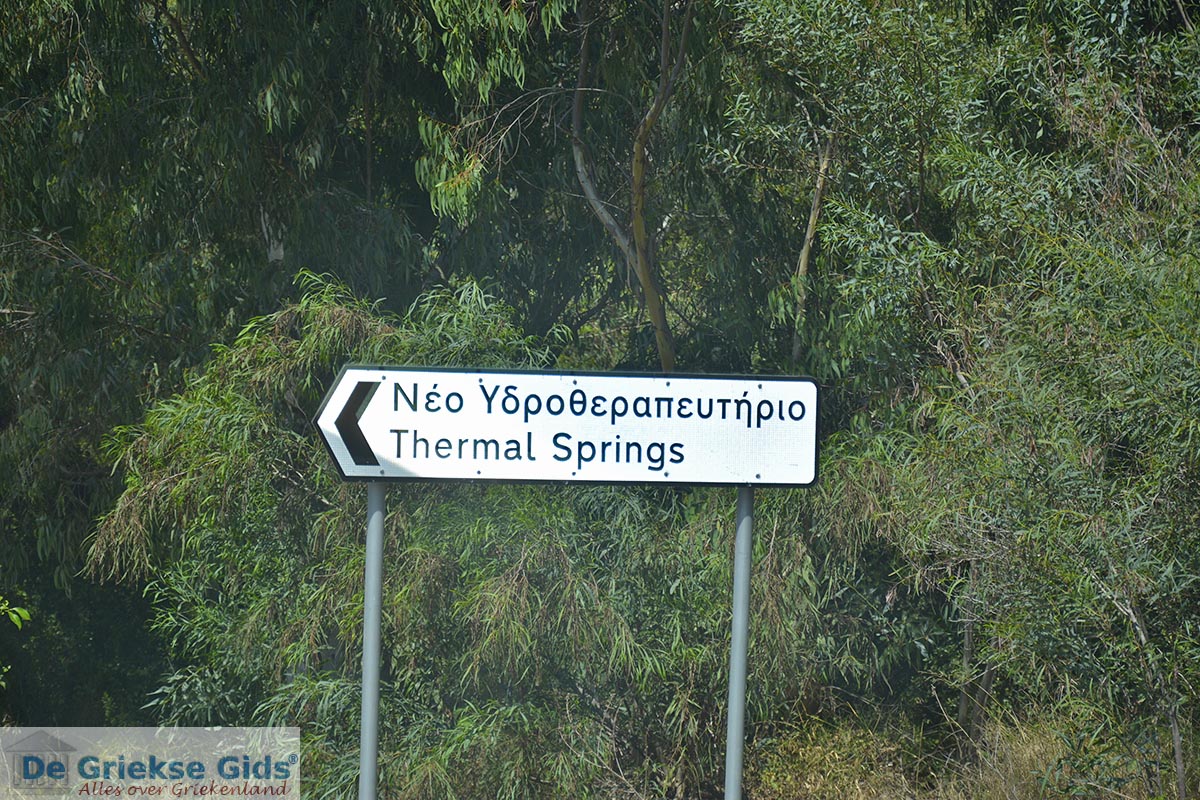 Νέο Υδροθεραπευτήριο
Thermal Springs
De Griekse Gids®
Alles over Griekenland